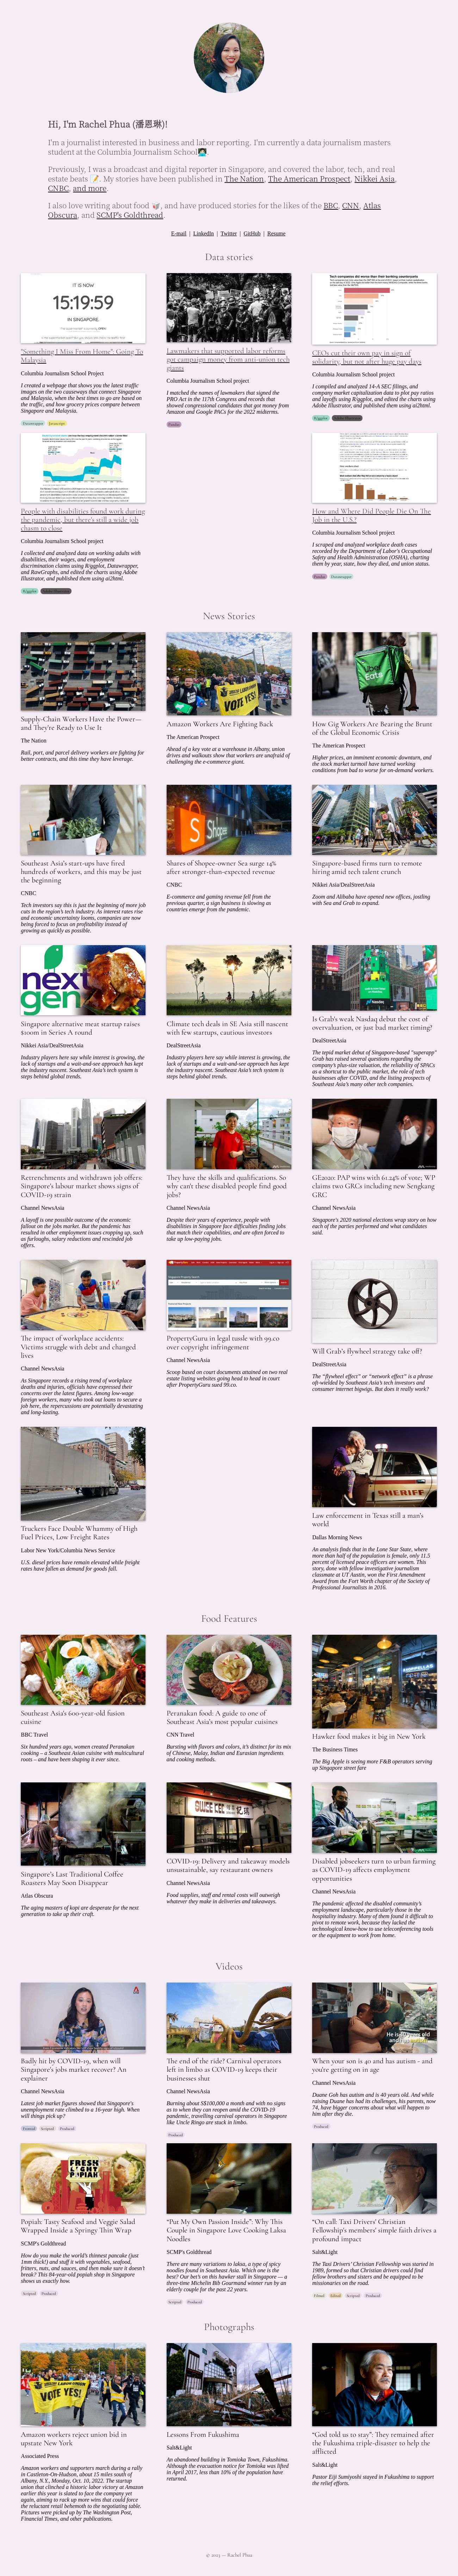 Hi, I'm Rachel Phua (潘恩琳)!
I'm a journalist interested in business and labor reporting. I'm currently a data journalism masters
student at the Columbia Journalism School👩🏻‍💻
Previously, I was a broadcast and digital reporter in Singapore, and covered the labor, tech, and real
estate beats 📝. My stories have been published in The Nation, The American Prospect, Nikkei Asia,
CNBC, and more.
I also love writing about food 🥡, and have produced stories for the likes of the BBC, CNN, Atlas
Obscura, and SCMP's Goldthread.
E-mail | LinkedIn | Twitter | GitHub | Resume
Data stories
IT IS NOW
15:19:59
IN SINGAPORE.
"Something I Miss From Home": Going To
Malaysia
Columbia Journalism School Project
I created a webpage that shows you the latest traffic
images on the two causeways that connect Singapore
and Malaysia, when the best times to go are based on
the traffic, and how grocery prices compare between
Singapore and Malaysia.
Datawrapper Javascript
Lawmakers that supported labor reforms
got campaign money from anti-union tech
giants
Columbia Journalism School project
I matched the names of lawmakers that signed the
PRO Act in the 117th Congress and records that
showed congressional candidates that got money from
Amazon and Google PACs for the 2022 midterms.
Pandas
Tech companies did worse than their banking counterparts
CEOs cut their own pay in sign of
solidarity, but not after huge pay days
Columbia Journalism School project
I compiled and analyzed 14-A SEC filings, and
company market capitalization data to plot pay ratios
and layoffs using R/ggplot, and edited the charts using
Adobe Illustrator, and published them using ai2html.
R/ggplot Adobe Illustrator
People with disabilities found work during
the pandemic, but there's still a wide job
chasm to close
Columbia Journalism School project
I collected and analyzed data on working adults with
disabilities, their wages, and employment
discrimination claims using R/ggplot, Datawrapper,
and RawGraphs, and edited the charts using Adobe
Illustrator, and published them using ai2html.
R/ggplot Adobe Illustrator
How and Where Did People Die On The
Job in the U.S.?
Columbia Journalism School project
I scraped and analyzed workplace death cases
recorded by the Department of Labor's Occupational
Safety and Health Administration (OSHA), charting
them by year, state, how they died, and union status.
Pandas Datawrapper
News Stories
Supply-Chain Workers Have the Power—
and They're Ready to Use It
The Nation
Rail, port, and parcel delivery workers are fighting for
better contracts, and this time they have leverage.
VOTE YES!
Amazon Workers Are Fighting Back
The American Prospect
Ahead of a key vote at a warehouse in Albany, union
drives and walkouts show that workers are unafraid of
challenging the e-commerce giant.
Uber
Eats
How Gig Workers Are Bearing the Brunt
of the Global Economic Crisis
The American Prospect
Higher prices, an imminent economic downturn, and
the stock market turmoil have turned working
conditions from bad to worse for on-demand workers.
Southeast Asia's start-ups have fired
hundreds of workers, and this may be just
the beginning
CNBC
Tech investors say this is just the beginning of more job
cuts in the region's tech industry. As interest rates rise
and economic uncertainty looms, companies are now
being forced to focus on profitability instead of
growing as quickly as possible.
Shares of Shopee-owner Sea surge 14%
after stronger-than-expected revenue
CNBC
E-commerce and gaming revenue fell from the
previous quarter, a sign business is slowing as
countries emerge from the pandemic.
Singapore-based firms turn to remote
hiring amid tech talent crunch
Nikkei Asia/DealStreetAsia
Zoom and Alibaba have opened new offices, jostling
with Sea and Grab to expand.
next
gen
Singapore alternative meat startup raises
$100m in Series A round
Nikkei Asia/DealStreetAsia
Industry players here say while interest is growing, the
lack of startups and a wait-and-see approach has kept
the industry nascent. Southeast Asia's tech system is
steps behind global trends.
Climate tech deals in SE Asia still nascent
with few startups, cautious investors
DealStreetAsia
Industry players here say while interest is growing, the
lack of startups and a wait-and-see approach has kept
the industry nascent. Southeast Asia's tech system is
steps behind global trends.
Is Grab's weak Nasdaq debut the cost of
overvaluation, or just bad market timing?
DealStreetAsia
The tepid market debut of Singapore-based "superapp"
Grab has raised several questions regarding the
company's plus-size valuation, the reliability of SPACs
as a shortcut to the public market, the role of tech
businesses after COVID, and the listing prospects of
Southeast Asia's many other tech companies.
Retrenchments and withdrawn job offers:
Singapore's labour market shows signs of
COVID-19 strain
Channel NewsAsia
A layoff is one possible outcome of the economic
fallout on the jobs market. But the pandemic has
resulted in other employment issues cropping up, such
as furloughs, salary reductions and rescinded job
offers.
They have the skills and qualifications. So
why can't these disabled people find good
jobs?
Channel NewsAsia
Despite their years of experience, people with
disabilities in Singapore face difficulties finding jobs
that match their capabilities, and are often forced to
take up low-paying jobs.
GE2020: PAP wins with 61.24% of vote; WP
claims two GRCs including new Sengkang
GRC
Channel NewsAsia
Singapore's 2020 national elections wrap story on how
each of the parties performed and what candidates
said.
The impact of workplace accidents:
Victims struggle with debt and changed
lives
Channel NewsAsia
As Singapore records a rising trend of workplace
deaths and injuries, officials have expressed their
concerns over the latest figures. Among low-wage
foreign workers, many who took out loans to secure a
job here, the repercussions are potentially devastating
and long-lasting.
PropertyGuru in legal tussle with 99.co
over copyright infringement
Channel NewsAsia
Scoop based on court documents attained on two real
estate listing websites going head to head in court
after PropertyGuru sued 99.co.
Will Grab's flywheel strategy take off?
DealStreetAsia
The "flywheel effect" or "network effect" is a phrase
oft-wielded by Southeast Asia's tech investors and
consumer internet bigwigs. But does it really work?
Truckers Face Double Whammy of High
Fuel Prices, Low Freight Rates
Labor New York/Columbia News Service
U.S. diesel prices have remain elevated while freight
rates have fallen as demand for goods fall.
SHERIFF
Law enforcement in Texas still a man's
world
Dallas Morning News
An analysis finds that in the Lone Star State, where
more than half of the population is female, only 11.5
percent of licensed peace officers are women. This
story, done with fellow investigative journalism
classmate at UT Austin, won the First Amendment
Award from the Fort Worth chapter of the Society of
Professional Journalists in 2016.
Food Features
Southeast Asia's 600-year-old fusion
cuisine
BBC Travel
Six hundred years ago, women created Peranakan
cooking – a Southeast Asian cuisine with multicultural
roots – and have been shaping it ever since.
Peranakan food: A guide to one of
Southeast Asia's most popular cuisines
CNN Travel
Bursting with flavors and colors, it's distinct for its mix
of Chinese, Malay, Indian and Eurasian ingredients
and cooking methods.
Hawker food makes it big in New York
The Business Times
The Big Apple is seeing more F&B operators serving
up Singapore street fare
Singapore's Last Traditional Coffee
Roasters May Soon Disappear
Atlas Obscura
The aging masters of kopi are desperate for the next
generation to take up their craft.
COVID-19: Delivery and takeaway models
unsustainable, say restaurant owners
Channel NewsAsia
Food supplies, staff and rental costs will outweigh
whatever they make in deliveries and takeaways.
Disabled jobseekers turn to urban farming
as COVID-19 affects employment
opportunities
Channel NewsAsia
The pandemic affected the disabled community's
employment landscape, particularly those in the
hospitality industry. Many of them found it difficult to
pivot to remote work, because they lacked the
technological know-how to use teleconferencing tools
or the equipment to work from home.
Videos
Badly hit by COVID-19, when will
Singapore's jobs market recover? An
explainer
Channel NewsAsia
Latest job market figures showed that Singapore's
unemployment rate climbed to a 16-year high. When
will things pick up?
Scripted Produced
The end of the ride? Carnival operators
left in limbo as COVID-19 keeps their
businesses shut
Channel NewsAsia
Burning about S$100,000 a month and with no signs
as to when they can reopen amid the COVID-19
pandemic, travelling carnival operators in Singapore
like Uncle Ringo are stuck in limbo.
Produced
When your son is 40 and has autism - and
you're getting on in age
Channel NewsAsia
Duane Goh has autism and is 40 years old. And while
raising Duane has had its challenges, his parents, now
74, have bigger concerns about what will happen to
him after they die.
Produced
FRESH
POPIAH
Popiah: Tasty Seafood and Veggie Salad
Wrapped Inside a Springy Thin Wrap
SCMP's Goldthread
How do you make the world's thinnest pancake (just
1mm thick!) and stuff it with vegetables, seafood,
fritters, nuts, and sauces, and then make sure it doesn't
break? This 84-year-old popiah shop in Singapore
shows us exactly how.
Scripted Produced
"Put My Own Passion Inside": Why This
Couple in Singapore Love Cooking Laksa
Noodles
SCMP's Goldthread
There are many variations to laksa, a type of spicy
noodles found in Southeast Asia. Which one is the
best? Our bet's on this hawker stall in Singapore — a
three-time Michelin Bib Gourmand winner run by an
elderly couple for the past 22 years.
Scripted Produced
"On call: Taxi Drivers' Christian
Fellowship's members' simple faith drives a
profound impact
Salt&Light
The Taxi Drivers' Christian Fellowship was started in
1989, formed so that Christian drivers could find
fellow brothers and sisters and be equipped to be
missionaries on the road.
Filmed Edited Scripted Produced
Photographs
VOTE YES!
Amazon workers reject union bid in
upstate New York
Associated Press
Amazon workers and supporters march during a rally
in Castleton-On-Hudson, about 15 miles south of
Albany, N.Y., Monday, Oct. 10, 2022. The startup
union that clinched a historic labor victory at Amazon
earlier this year is slated to face the company yet
again, aiming to rack up more wins that could force
the reluctant retail behemoth to the negotiating table.
Pictures were picked up by The Washington Post,
Financial Times, and other publications.
Lessons From Fukushima
Salt&Light
An abandoned building in Tomioka Town, Fukushima.
Although the evacuation notice for Tomioka was lifted
in April 2017, less than 10% of the population have
returned.
"God told us to stay": They remained after
the Fukushima triple-disaster to help the
afflicted
Salt&Light
Pastor Eiji Sumiyoshi stayed in Fukushima to support
the relief efforts.
© 2023 — Rachel Phua